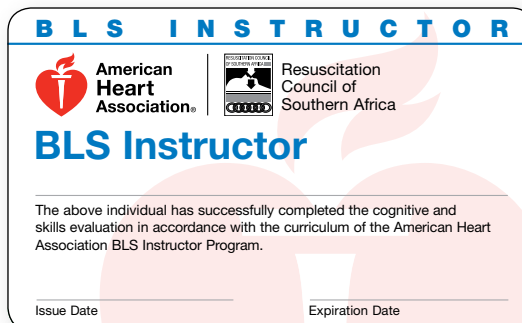 BLS INSTRUCTOR
American
Heart
Association®
RESUSCITATION COUNCIL
OF SOUTHERN AFRICA
Resuscitation
Council of
Southern Africa
BLS Instructor
The above individual has successfully completed the cognitive and
skills evaluation in accordance with the curriculum of the American Heart
Association BLS Instructor Program.
Issue Date
Expiration Date